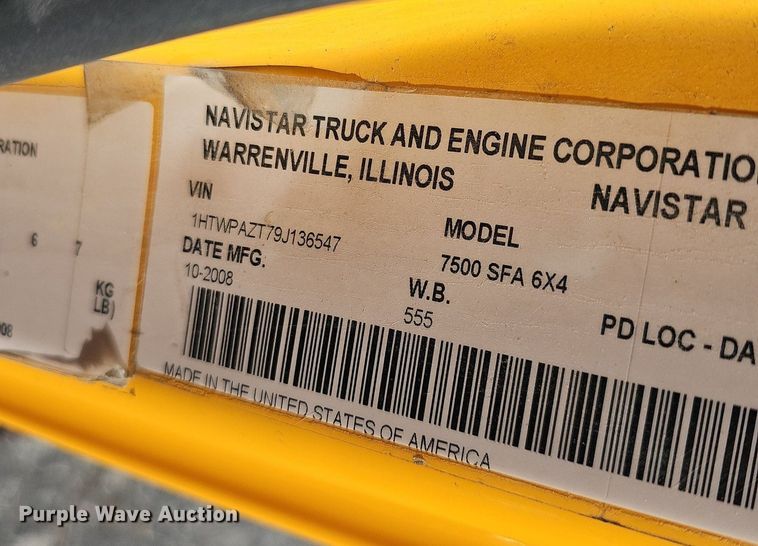 RATION
6 7
KG
LB)
08
NAVISTAR TRUCK AND ENGINE CORPORATIO
WARRENVILLE, ILLINOIS
NAVISTAR
VIN
1HTWPAZT79J136547
MODEL
7500 SFA 6X4
DATE MFG.
10-2008
W.B.
555
PD LOC - DA
MADE IN THE UNITED STATES OF AMERICA
Purple Wave Auction